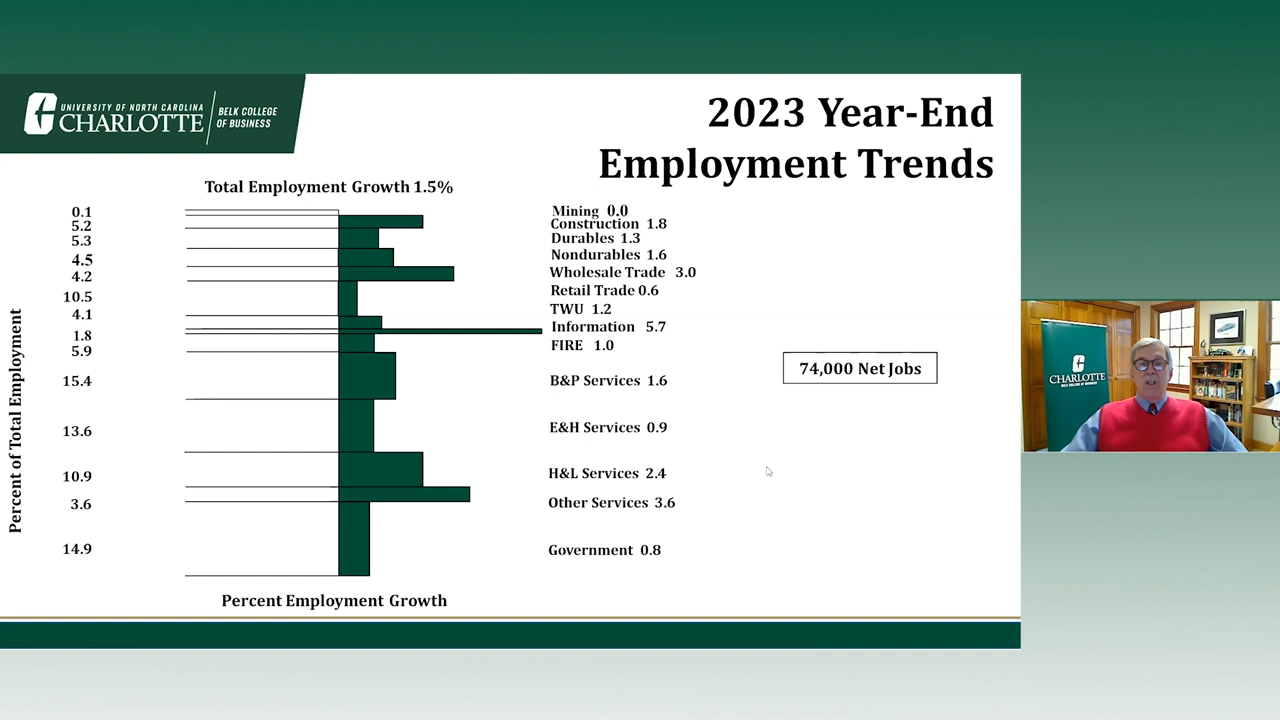 UNIVERSITY OF NORTH CAROLINA
CHARLOTTE
BELK COLLEGE
OF BUSINESS
2023 Year-End
Employment Trends
Total Employment Growth 1.5%
0.1
5.2
5.3
4.5
4.2
10.5
4.1
1.8
5.9
15.4
13.6
10.9
3.6
14.9
Percent of Total Employment
Mining 0.0
Construction 1.8
Durables 1.3
Nondurables 1.6
Wholesale Trade 3.0
Retail Trade 0.6
TWU 1.2
Information 5.7
FIRE 1.0
B&P Services 1.6
E&H Services 0.9
H&L Services 2.4
Other Services 3.6
Government 0.8
74,000 Net Jobs
Percent Employment Growth
CHARLOTTE